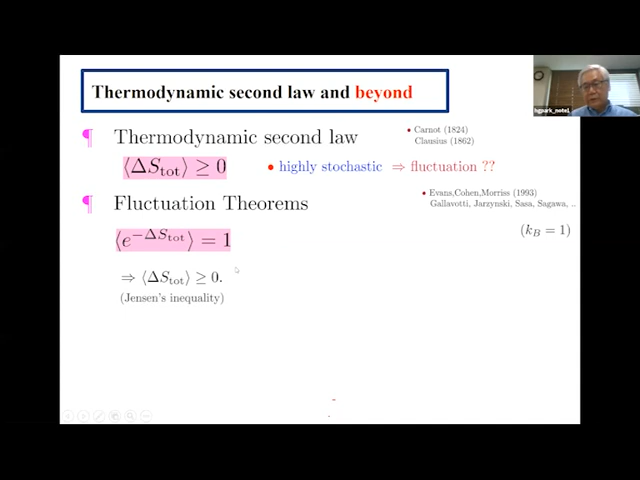 Thermodynamic second law and beyond
¶ Thermodynamic second law
• Carnot (1824)
Clausius (1862)
⟨ΔS_tot⟩ ≥ 0 • highly stochastic ⇒ fluctuation ??
¶ Fluctuation Theorems
• Evans,Cohen,Morriss (1993)
Gallavotti, Jarzynski, Sasa, Sagawa, ..
⟨e^{−ΔS_tot}⟩ = 1
(k_B = 1)
⇒ ⟨ΔS_tot⟩ ≥ 0.
(Jensen's inequality)
hgpark_note1